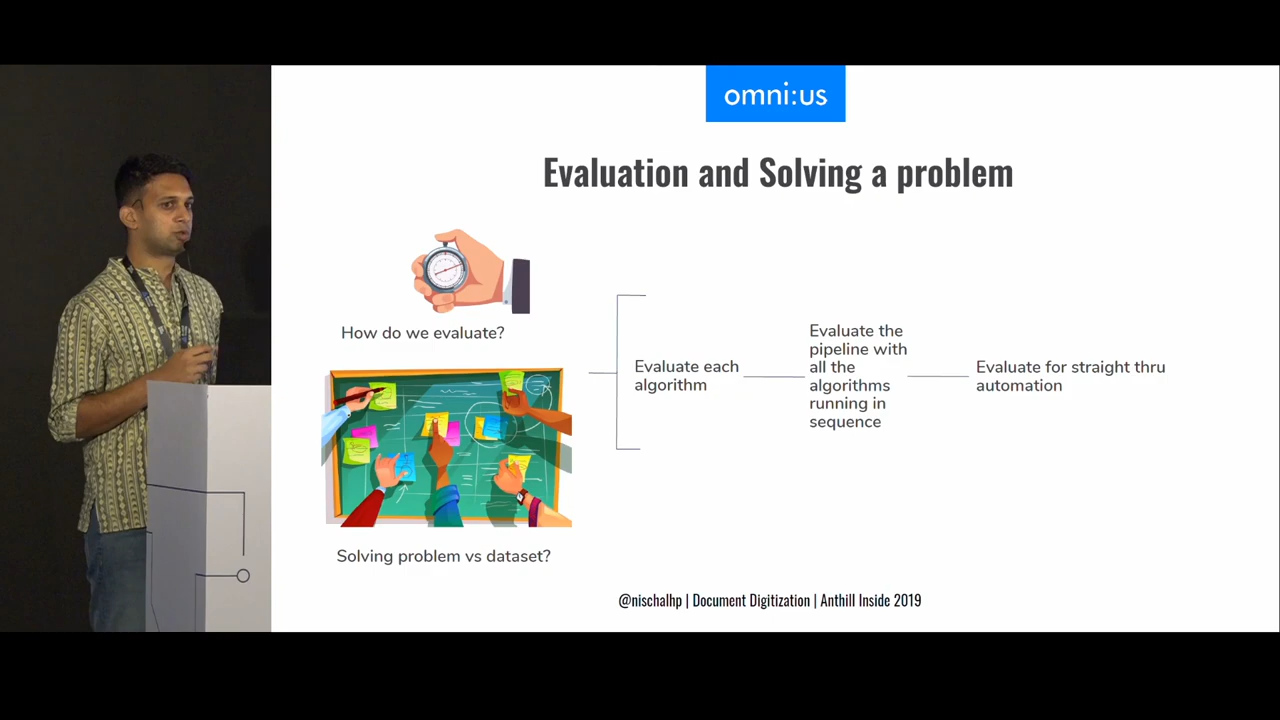 omni:us
Evaluation and Solving a problem
How do we evaluate?
Solving problem vs dataset?
Evaluate each
algorithm
Evaluate the
pipeline with
all the
algorithms
running in
sequence
Evaluate for straight thru
automation
@nischalhp | Document Digitization | Anthill Inside 2019